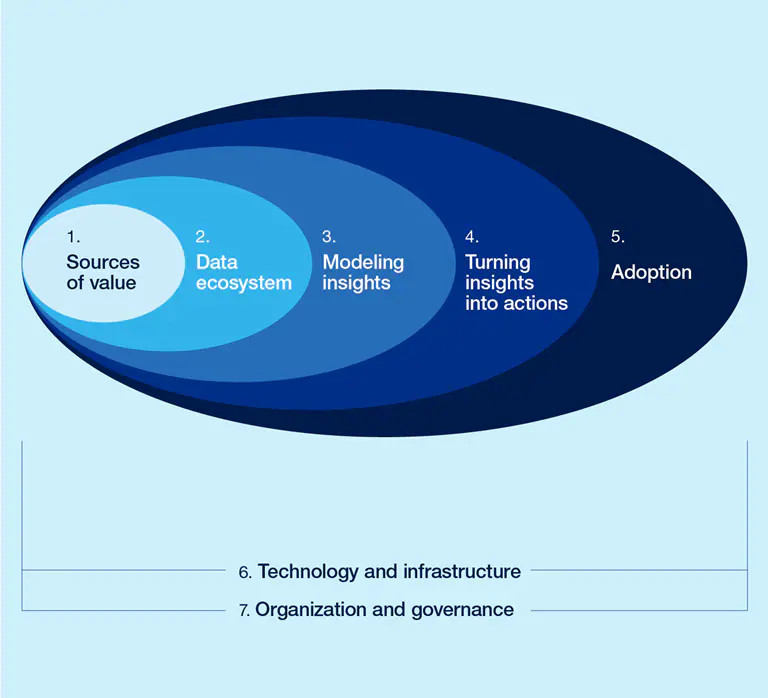 1.
Sources
of value
2.
Data
ecosystem
3.
Modeling
insights
4.
Turning
insights
into actions
5.
Adoption
6. Technology and infrastructure
7. Organization and governance